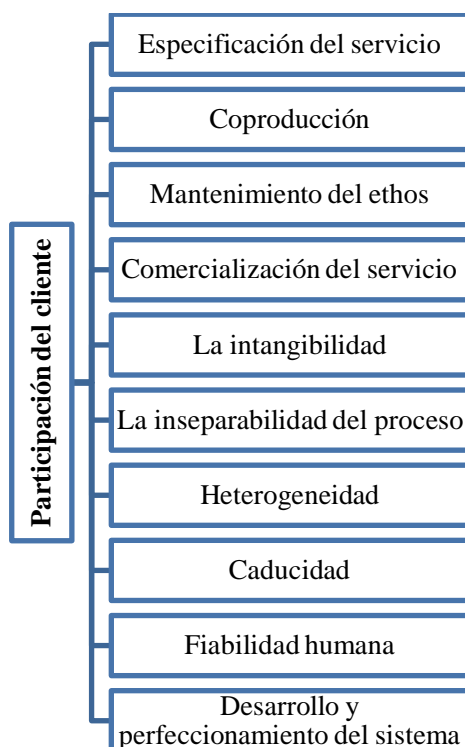 Participación del cliente
Especificación del servicio
Coproducción
Mantenimiento del ethos
Comercialización del servicio
La intangibilidad
La inseparabilidad del proceso
Heterogeneidad
Caducidad
Fiabilidad humana
Desarrollo y
perfeccionamiento del sistema